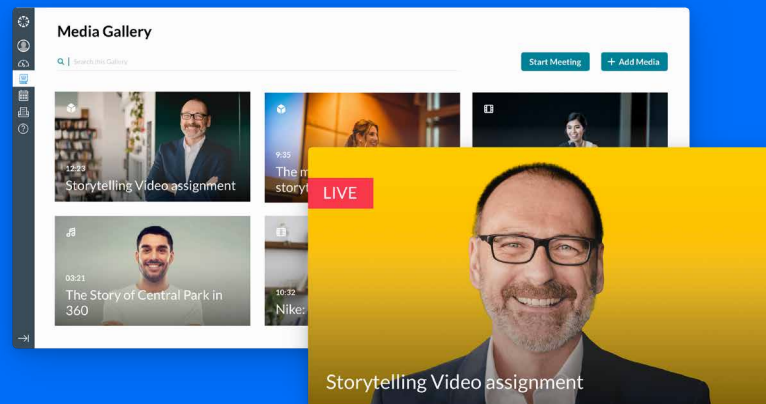 Media Gallery
Search this Gallery
Start Meeting
+ Add Media
12:23
Storytelling Video assignment
9:35
The m
storyt
LIVE
03:21
The Story of Central Park in
360
10:32
Nike:
Storytelling Video assignment